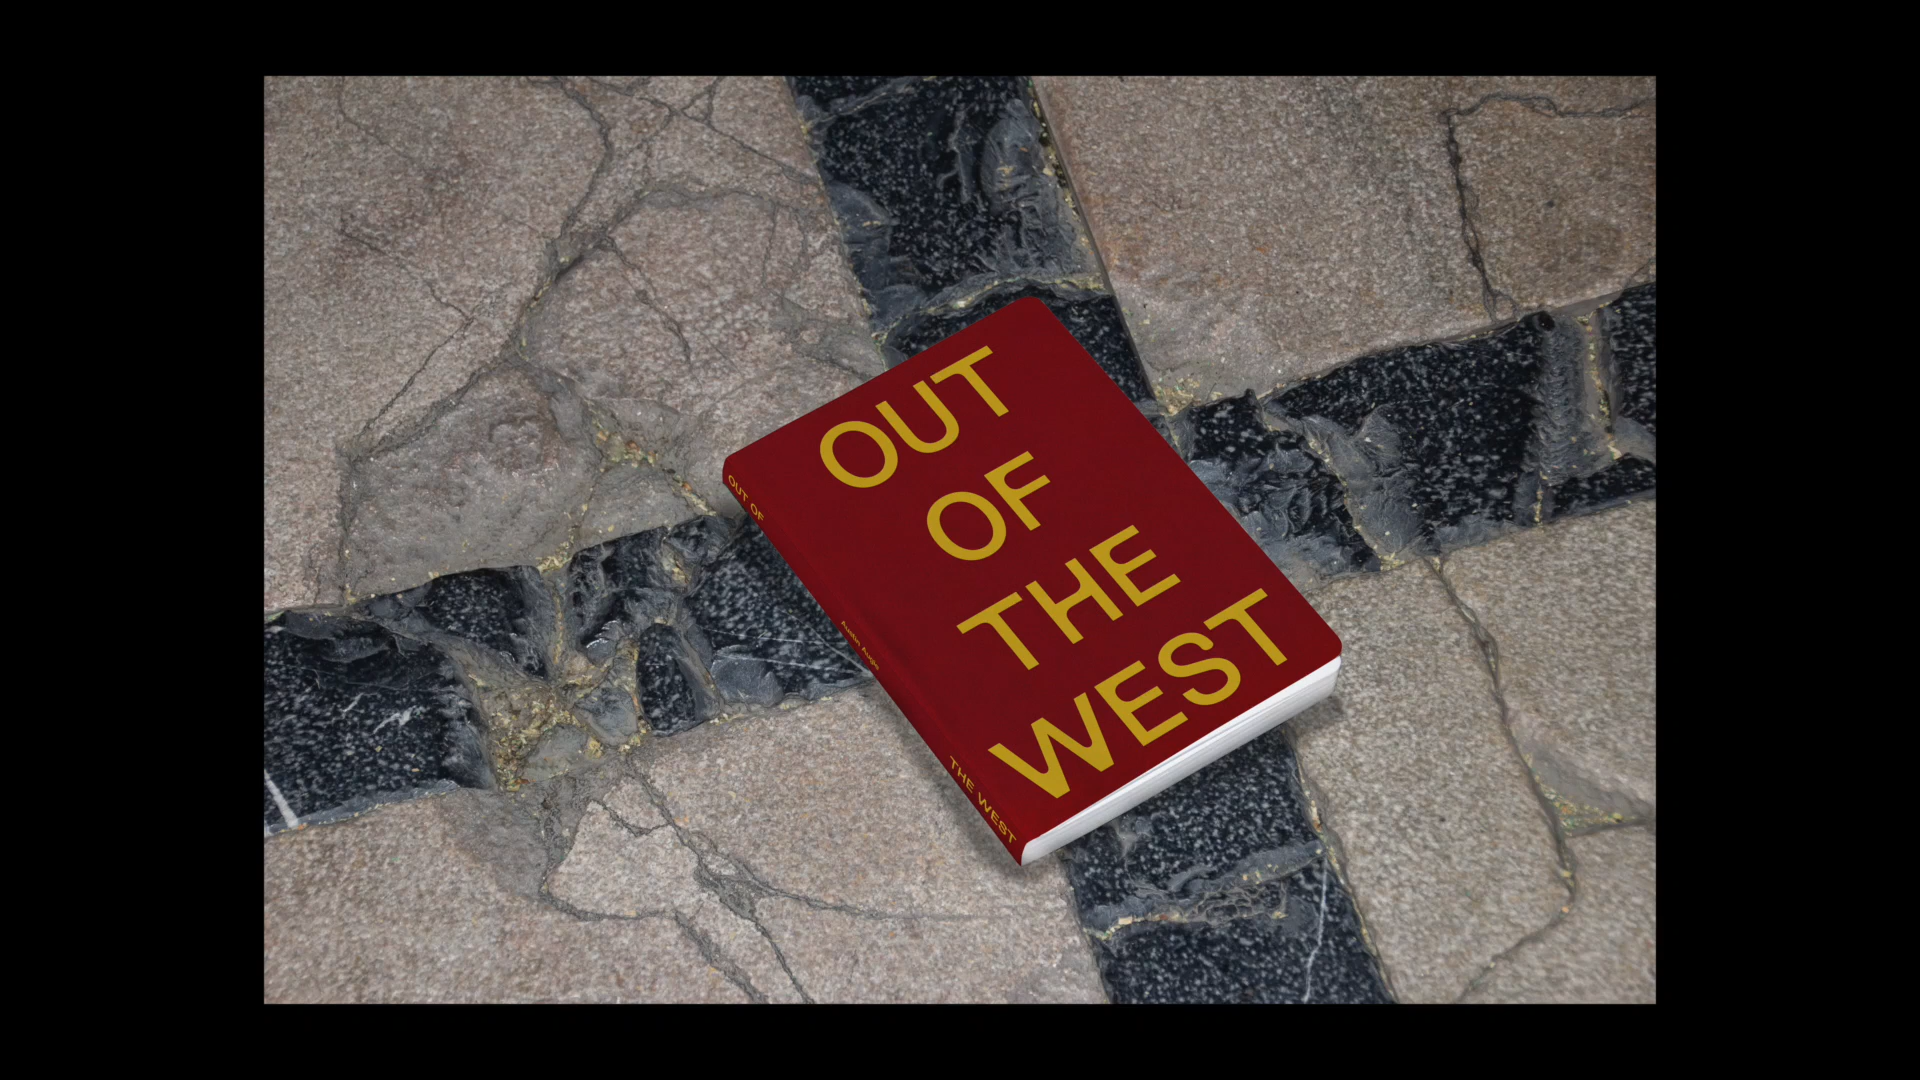 OUT
OF
THE
WEST
OUT OF
THE WEST